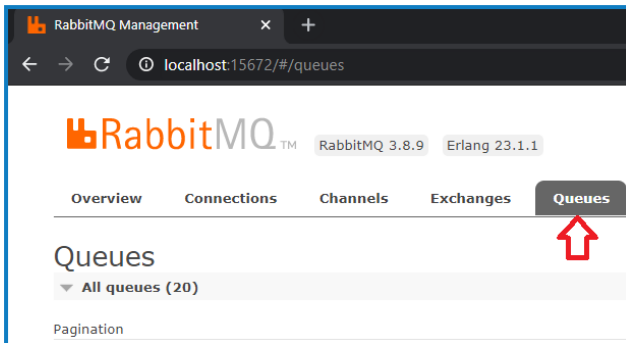 RabbitMQ Management × +
localhost:15672/#/queues
RabbitMQ TM RabbitMQ 3.8.9 Erlang 23.1.1
Overview Connections Channels Exchanges Queues
Queues
All queues (20)
Pagination